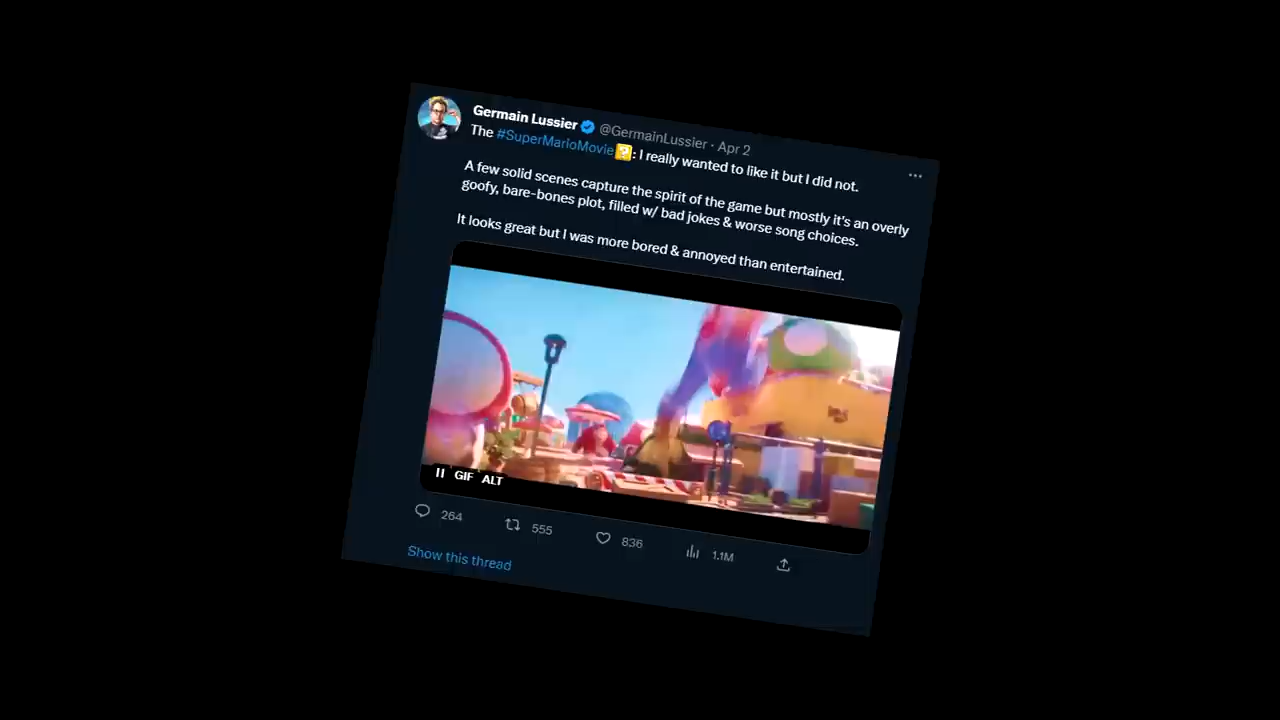 Germain Lussier @GermainLussier · Apr 2
The #SuperMarioMovie: I really wanted to like it but I did not.
A few solid scenes capture the spirit of the game but mostly it's an overly
goofy, bare-bones plot, filled w/ bad jokes & worse song choices.
It looks great but I was more bored & annoyed than entertained.
GIF ALT
264 555 836 1.1M
Show this thread